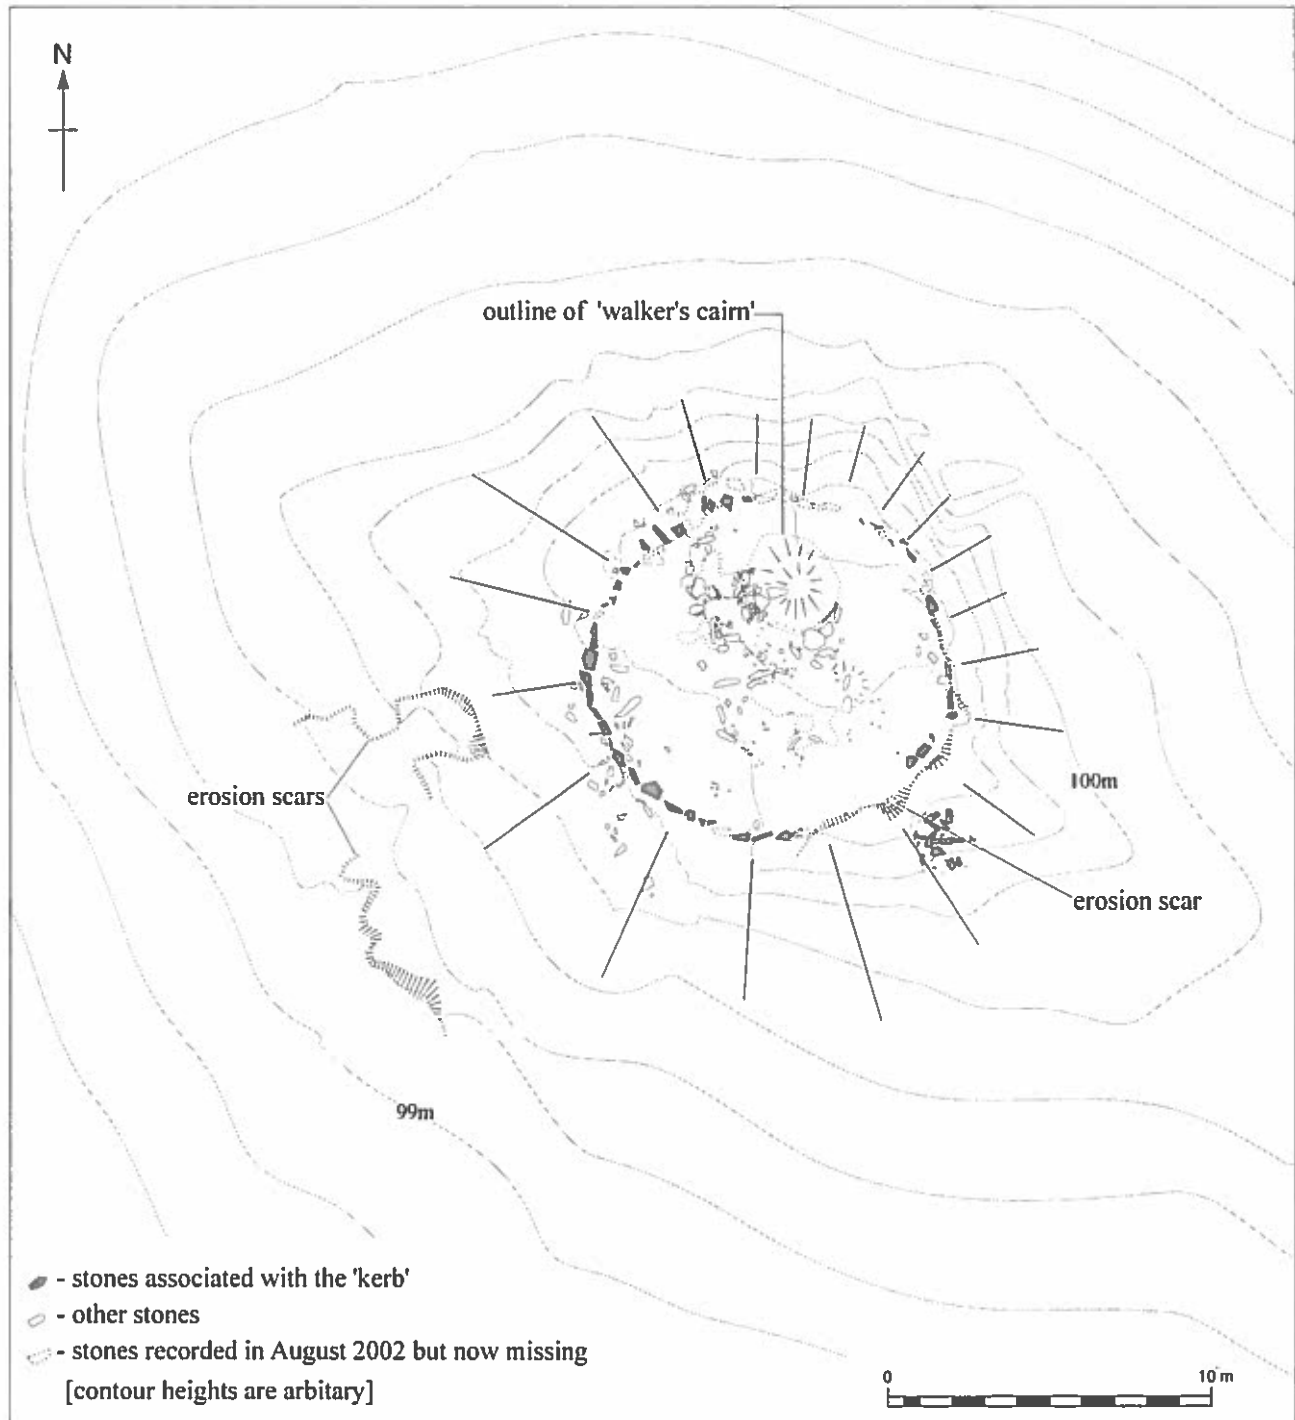 N
outline of 'walker's cairn'
100m
erosion scars
erosion scar
99m
- stones associated with the 'kerb'
- other stones
- stones recorded in August 2002 but now missing
[contour heights are arbitary]
0 10 m